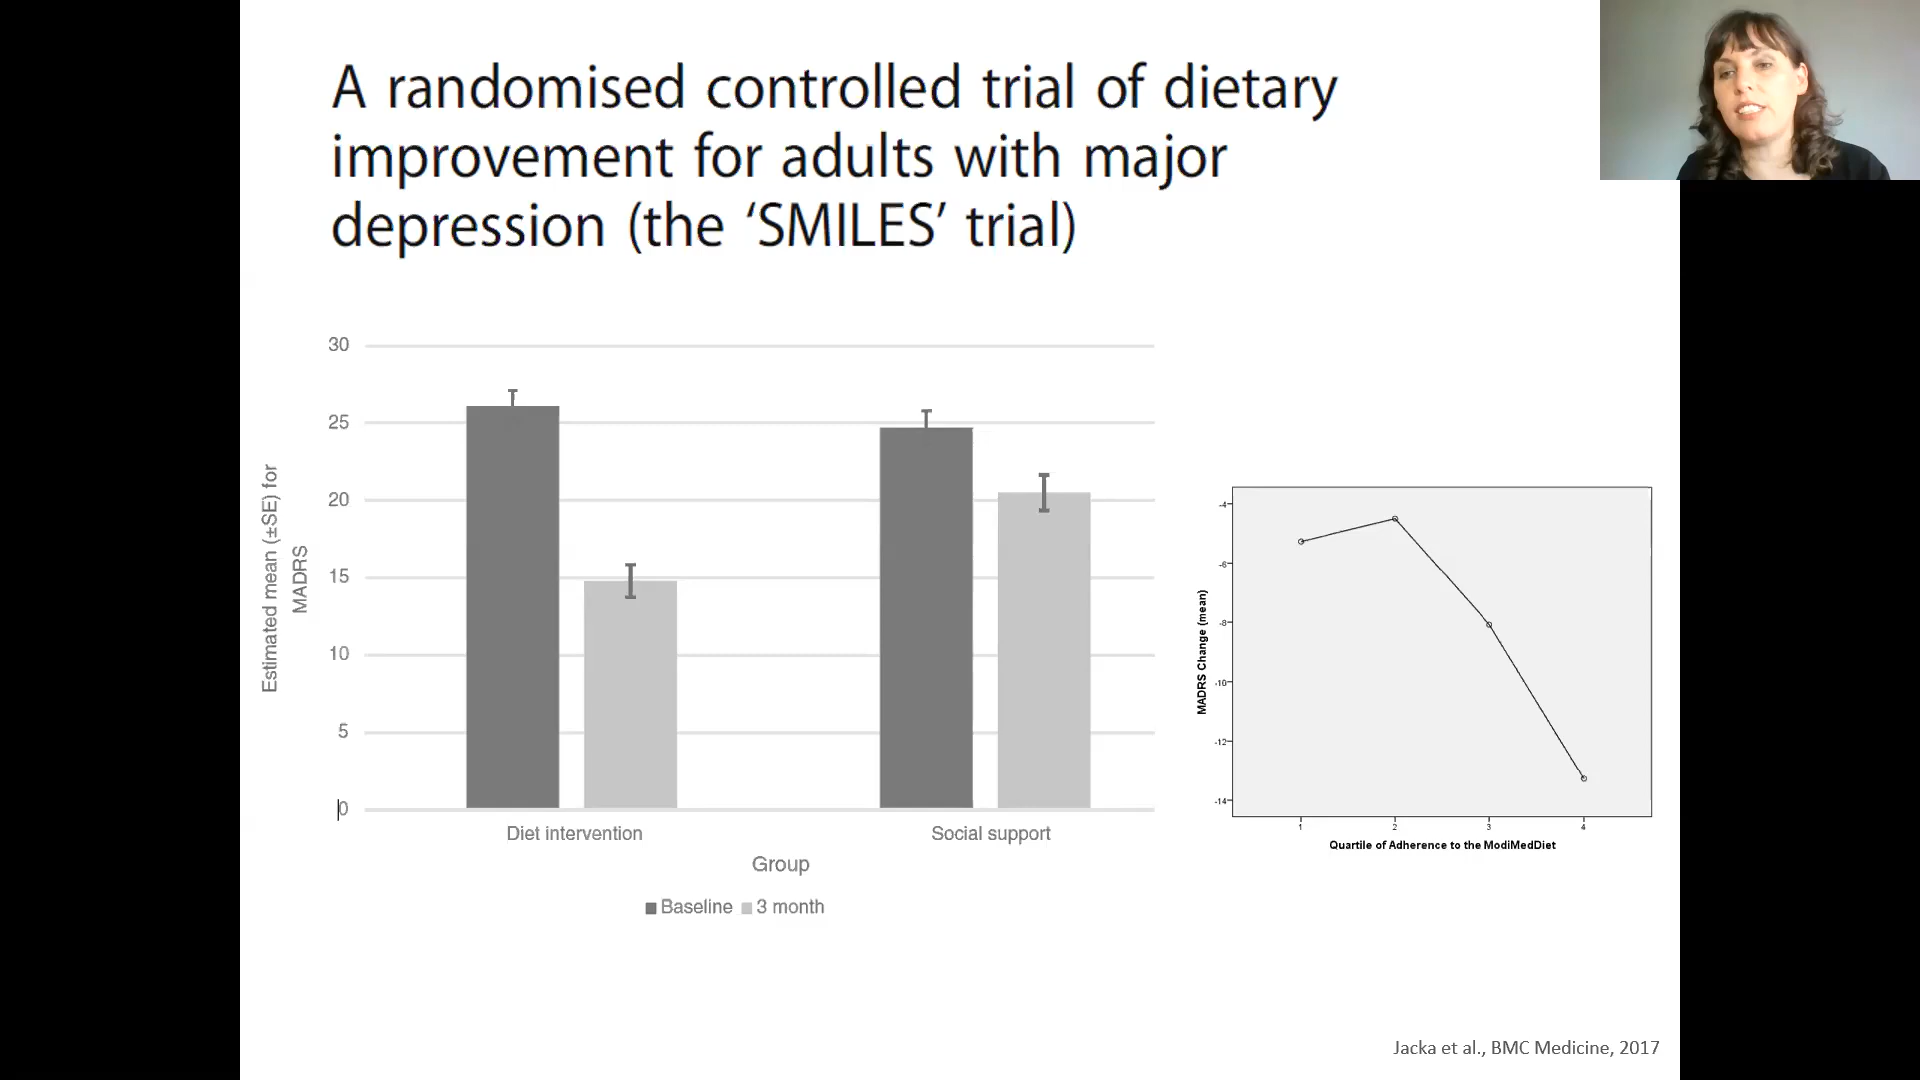 A randomised controlled trial of dietary
improvement for adults with major
depression (the ‘SMILES’ trial)
30
25
20
15
10
5
0
Estimated mean (±SE) for
MADRS
Diet intervention
Social support
Group
Baseline
3 month
-4
-6
-8
-10
-12
-14
MADRS Change (mean)
1
2
3
4
Quartile of Adherence to the ModiMedDiet
Jacka et al., BMC Medicine, 2017